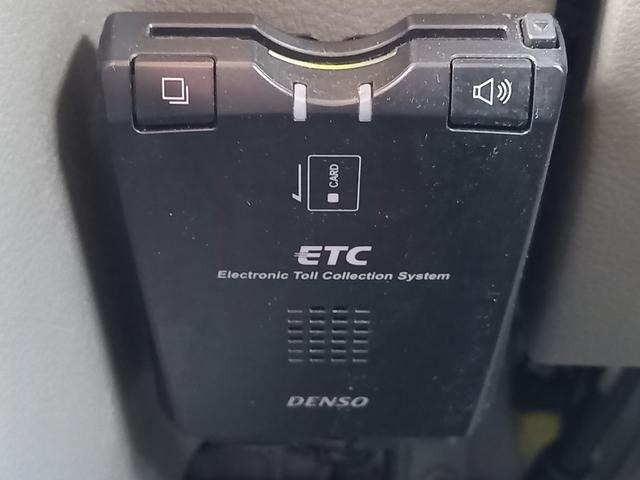 CARD
ETC
Electronic Toll Collection System
DENSO